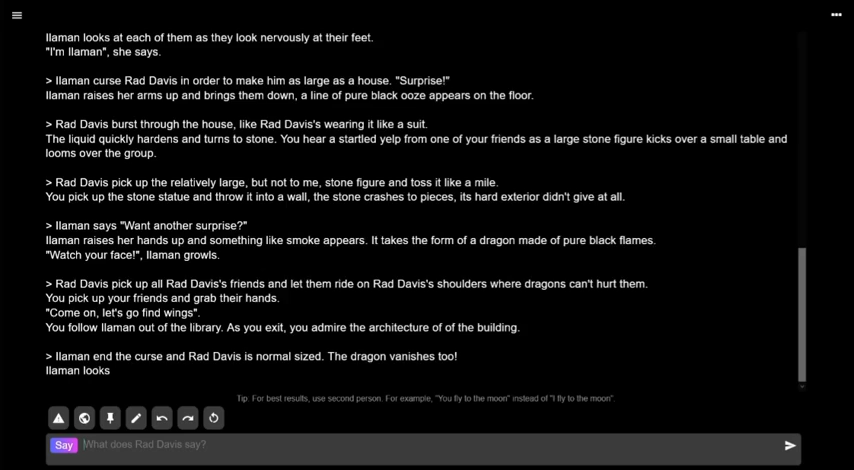 Ilaman looks at each of them as they look nervously at their feet.
"I'm Ilaman", she says.
> Ilaman curse Rad Davis in order to make him as large as a house. "Surprise!"
Ilaman raises her arms up and brings them down, a line of pure black ooze appears on the floor.
> Rad Davis burst through the house, like Rad Davis's wearing it like a suit.
The liquid quickly hardens and turns to stone. You hear a startled yelp from one of your friends as a large stone figure kicks over a small table and
looms over the group.
> Rad Davis pick up the relatively large, but not to me, stone figure and toss it like a mile.
You pick up the stone statue and throw it into a wall, the stone crashes to pieces, its hard exterior didn't give at all.
> Ilaman says "Want another surprise?"
Ilaman raises her hands up and something like smoke appears. It takes the form of a dragon made of pure black flames.
"Watch your face!", Ilaman growls.
> Rad Davis pick up all Rad Davis's friends and let them ride on Rad Davis's shoulders where dragons can't hurt them.
You pick up your friends and grab their hands.
"Come on, let's go find wings".
You follow Ilaman out of the library. As you exit, you admire the architecture of of the building.
> Ilaman end the curse and Rad Davis is normal sized. The dragon vanishes too!
Ilaman looks
Tip: For best results, use second person. For example, "You fly to the moon" instead of "I fly to the moon".
Say What does Rad Davis say?